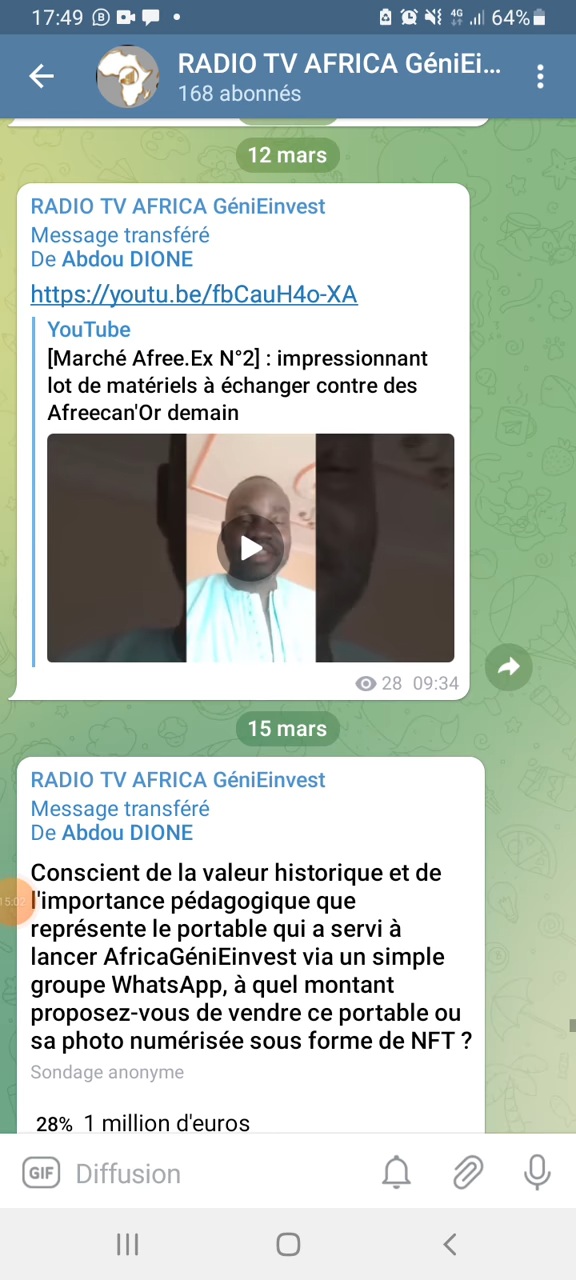 17:49
4G
64%
RADIO TV AFRICA GéniEi...
168 abonnés
12 mars
RADIO TV AFRICA GéniEinvest
Message transféré
De Abdou DIONE
https://youtu.be/fbCauH4o-XA
YouTube
[Marché Afree.Ex N°2] : impressionnant
lot de matériels à échanger contre des
Afreecan'Or demain
28 09:34
15 mars
RADIO TV AFRICA GéniEinvest
Message transféré
De Abdou DIONE
Conscient de la valeur historique et de
l'importance pédagogique que
représente le portable qui a servi à
lancer AfricaGéniEinvest via un simple
groupe WhatsApp, à quel montant
proposez-vous de vendre ce portable ou
sa photo numérisée sous forme de NFT ?
15:02
Sondage anonyme
28% 1 million d'euros
GIF Diffusion